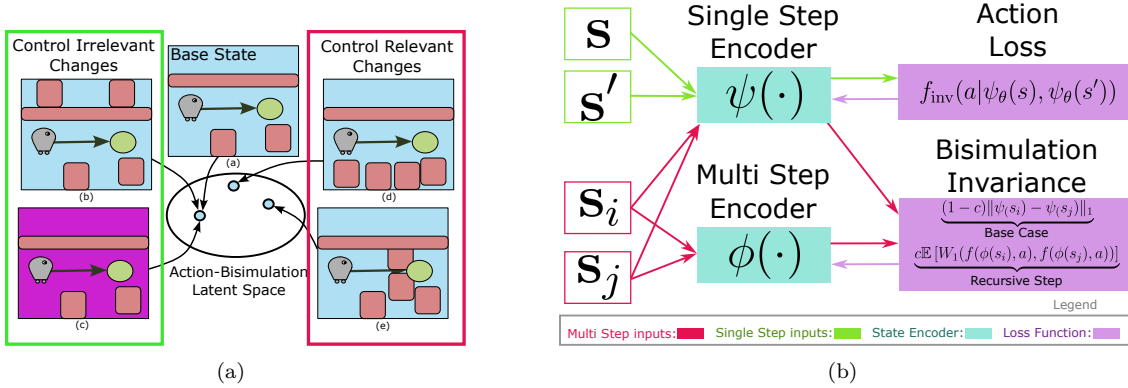 Control Irrelevant
Changes
Base State
Control Relevant
Changes
(a)
(b)
(d)
(c)
(e)
Action-Bisimulation
Latent Space
(a)
s
s′
s_i
s_j
Single Step
Encoder
ψ(·)
Multi Step
Encoder
ϕ(·)
Action
Loss
f_inv(a|ψ_θ(s), ψ_θ(s′))
Bisimulation
Invariance
(1 − c)‖ψ(s_i) − ψ(s_j)‖_1
Base Case
cE [W_1(f(ϕ(s_i), a), f(ϕ(s_j), a))]
Recursive Step
Legend
Multi Step inputs: Single Step inputs: State Encoder: Loss Function:
(b)